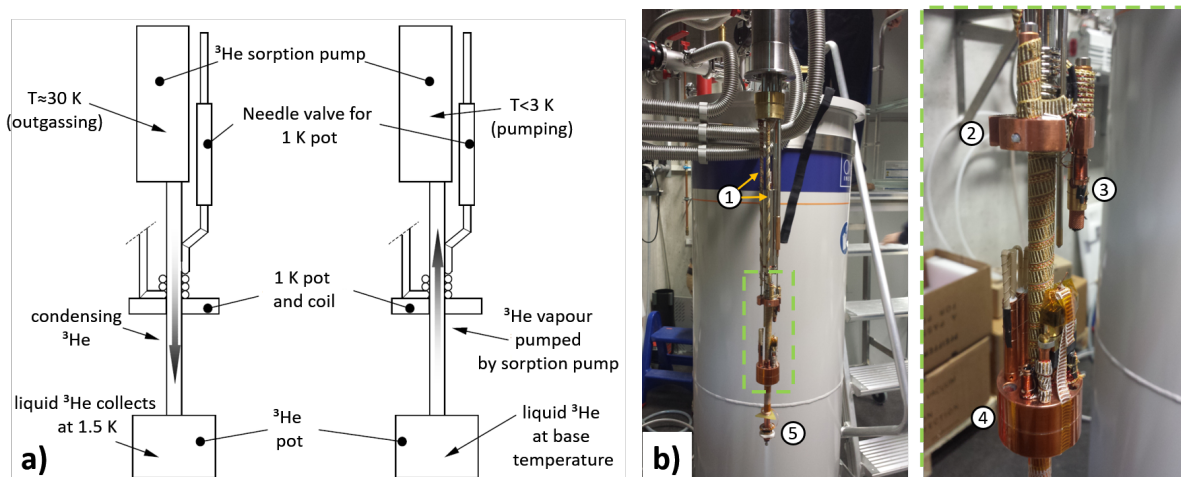 ³He sorption pump
T≈30 K
(outgassing)
Needle valve for
1 K pot
T<3 K
(pumping)
1 K pot
and coil
condensing
³He
³He vapour
pumped
by sorption pump
liquid ³He collects
at 1.5 K
³He
pot
liquid ³He
at base
temperature
a)
1
5
b)
2
3
4